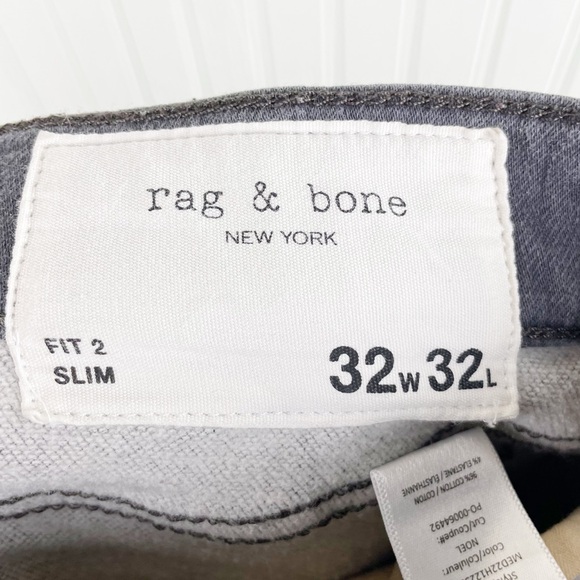 rag & bone
NEW YORK
FIT 2
SLIM
32W 32L
96% COTTON / COTTON
4% ELASTANE / ELASTHANNE
PO-00064492
Cut/Coupe#:
NOEL
Color/Couleur: